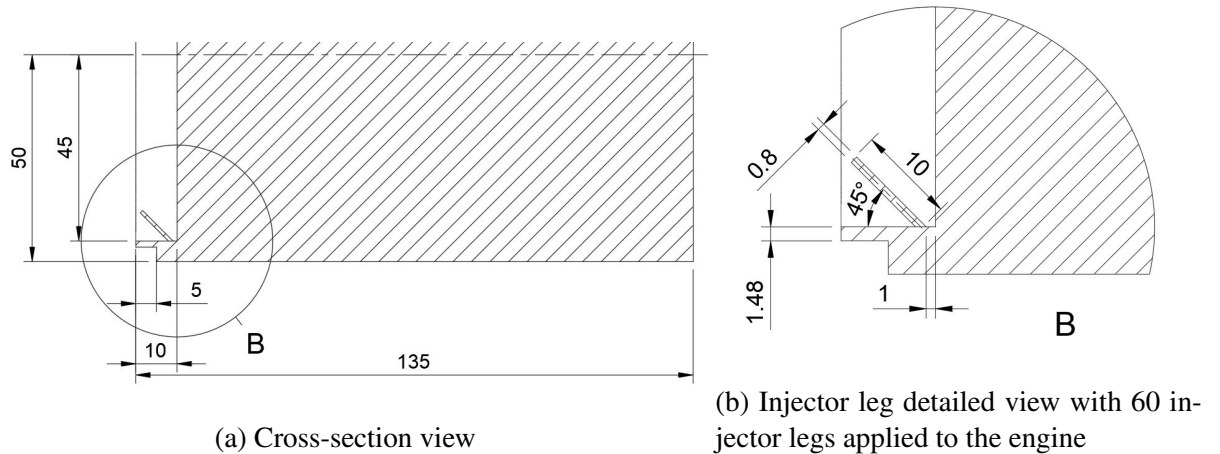 50
45
5
10
B
135
0.8
10
45°
1.48
1
B
(a) Cross-section view
(b) Injector leg detailed view with 60 in-
jector legs applied to the engine